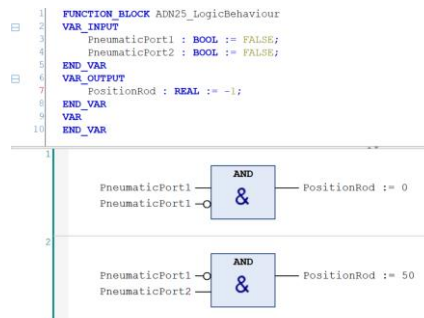 1 FUNCTION_BLOCK ADN25_LogicBehaviour
2 VAR_INPUT
3 PneumaticPort1 : BOOL := FALSE;
4 PneumaticPort2 : BOOL := FALSE;
5 END_VAR
6 VAR_OUTPUT
7 PositionRod : REAL := -1;
8 END_VAR
9 VAR
10 END_VAR
1
AND
PneumaticPort1 & PositionRod := 0
PneumaticPort1
2
AND
PneumaticPort1 & PositionRod := 50
PneumaticPort2